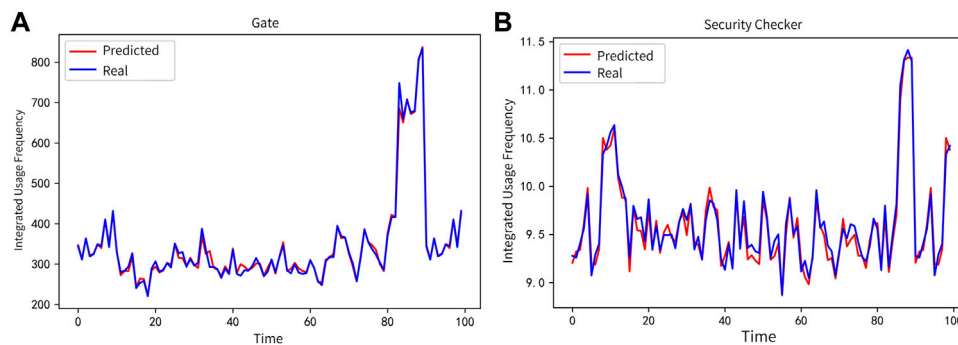 A
Gate
Integrated Usage Frequency
800
700
600
500
400
300
200
Predicted
Real
0
20
40
60
80
100
Time
B
Security Checker
Integrated Usage Frequency
11.5
11.0
10.5
10.0
9.5
9.0
Predicted
Real
0
20
40
60
80
100
Time